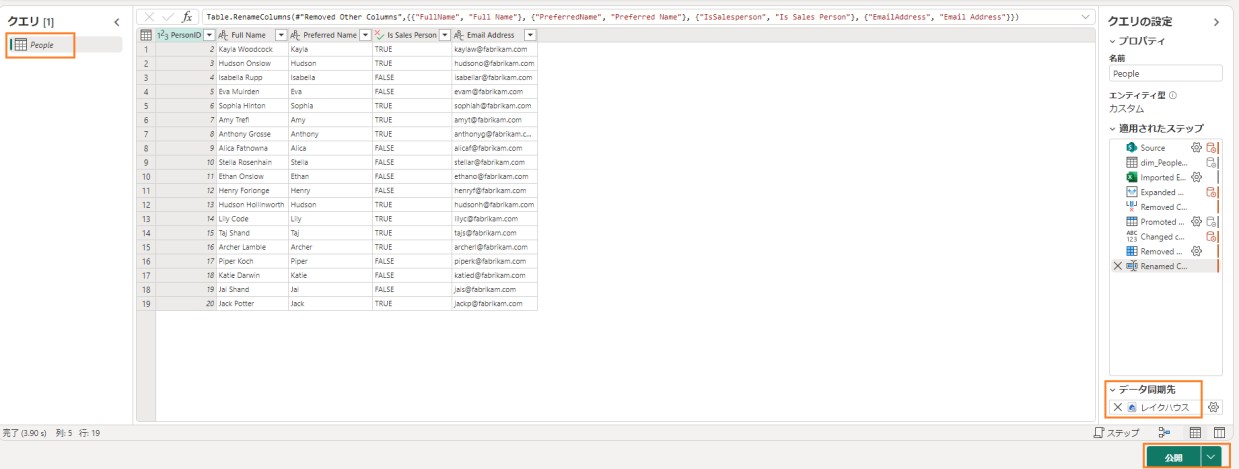 クエリ [1]
People
fx
Table.RenameColumns(#"Removed Other Columns",{{"FullName", "Full Name"}, {"PreferredName", "Preferred Name"}, {"IsSalesperson", "Is Sales Person"}, {"EmailAddress", "Email Address"}})
1²3 PersonID ABC Full Name ABC Preferred Name Is Sales Person ABC Email Address
1 2 Kayla Woodcock Kayla TRUE kaylaw@fabrikam.com
2 3 Hudson Onslow Hudson TRUE hudsono@fabrikam.com
3 4 Isabella Rupp Isabella FALSE isabellar@fabrikam.com
4 5 Eva Muirden Eva FALSE evam@fabrikam.com
5 6 Sophia Hinton Sophia TRUE sophiah@fabrikam.com
6 7 Amy Trefl Amy TRUE amyt@fabrikam.com
7 8 Anthony Grosse Anthony TRUE anthonyg@fabrikam.c...
8 9 Alica Fatnowna Alica FALSE alicaf@fabrikam.com
9 10 Stella Rosenhain Stella FALSE stellar@fabrikam.com
10 11 Ethan Onslow Ethan FALSE ethano@fabrikam.com
11 12 Henry Forlonge Henry FALSE henryf@fabrikam.com
12 13 Hudson Hollinworth Hudson TRUE hudsonh@fabrikam.com
13 14 Lily Code Lily TRUE lilyc@fabrikam.com
14 15 Taj Shand Taj TRUE tajs@fabrikam.com
15 16 Archer Lamble Archer TRUE archerl@fabrikam.com
16 17 Piper Koch Piper FALSE piperk@fabrikam.com
17 18 Katie Darwin Katie FALSE katied@fabrikam.com
18 19 Jai Shand Jai FALSE jais@fabrikam.com
19 20 Jack Potter Jack TRUE jackp@fabrikam.com
クエリの設定
プロパティ
名前
People
エンティティ型
カスタム
適用されたステップ
Source
dim_People...
Imported E...
Expanded ...
Removed C...
Promoted ...
ABC 123 Changed c...
Removed ...
Renamed C...
データ同期先
レイクハウス
完了 (3.90 s) 列: 5 行: 19
ステップ
公開